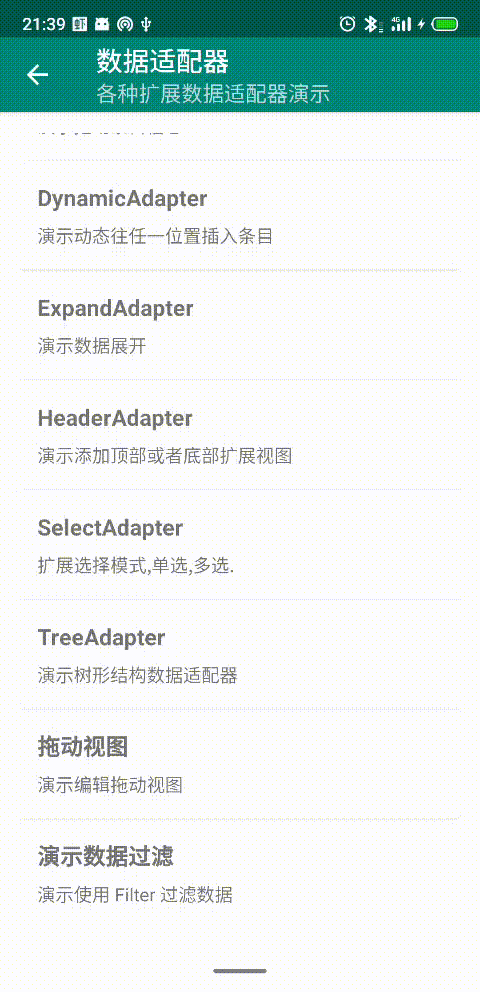 21:39 虾 4G
数据适配器
各种扩展数据适配器演示
DynamicAdapter
演示动态往任一位置插入条目
ExpandAdapter
演示数据展开
HeaderAdapter
演示添加顶部或者底部扩展视图
SelectAdapter
扩展选择模式,单选,多选.
TreeAdapter
演示树形结构数据适配器
拖动视图
演示编辑拖动视图
演示数据过滤
演示使用 Filter 过滤数据